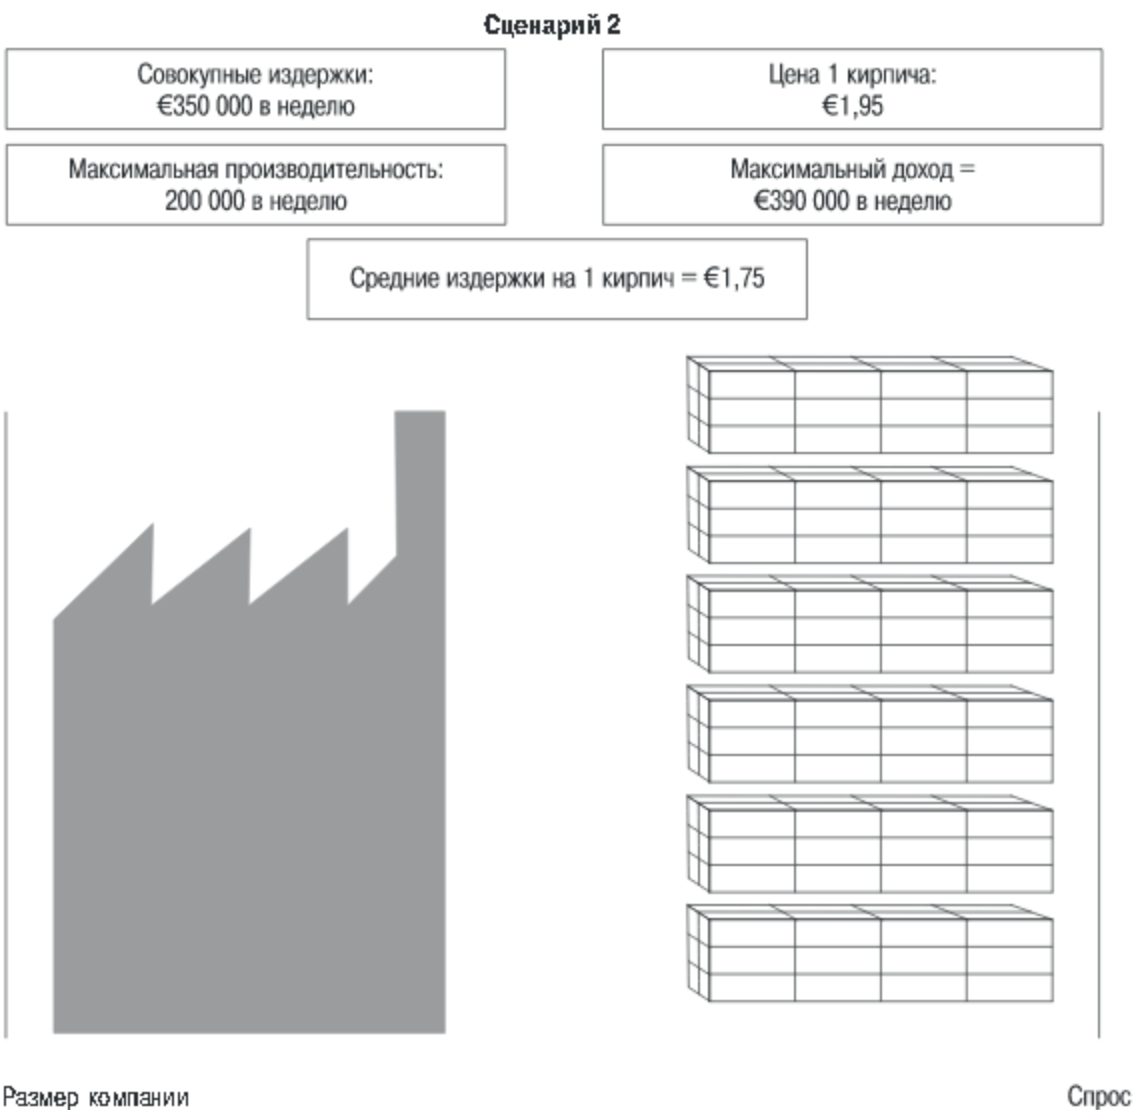 Сценарий 2
Совокупные издержки:
€350 000 в неделю
Цена 1 кирпича:
€1,95
Максимальная производительность:
200 000 в неделю
Максимальный доход =
€390 000 в неделю
Средние издержки на 1 кирпич = €1,75
Размер компании
Спрос